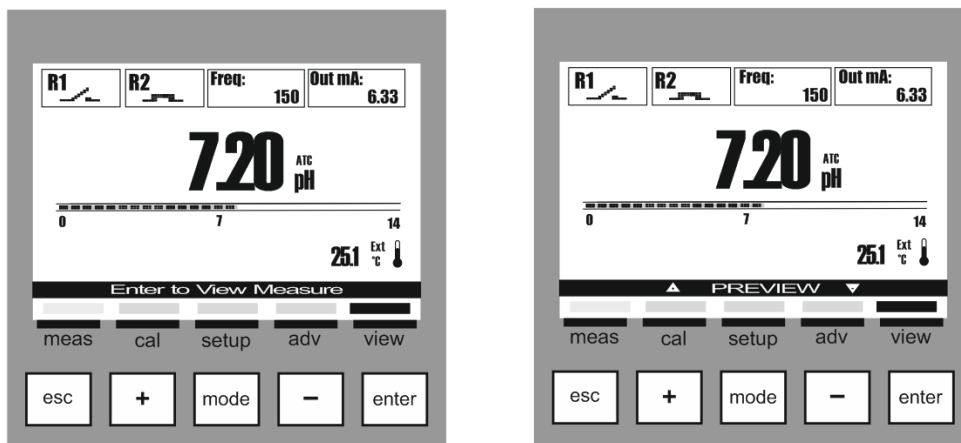 R1 R2 Freq: 150 Out mA: 6.33
7.20 ATC pH
0 7 14
25.1 Ext °C
Enter to View Measure
meas cal setup adv view
esc + mode − enter
R1 R2 Freq: 150 Out mA: 6.33
7.20 ATC pH
0 7 14
25.1 Ext °C
PREVIEW
meas cal setup adv view
esc + mode − enter